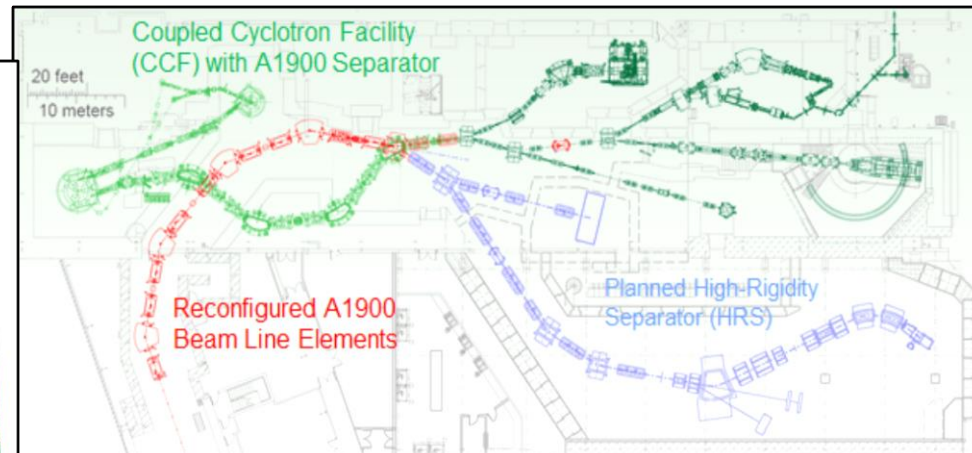 Coupled Cyclotron Facility
(CCF) with A1900 Separator
20 feet
10 meters
Reconfigured A1900
Beam Line Elements
Planned High-Rigidity
Separator (HRS)